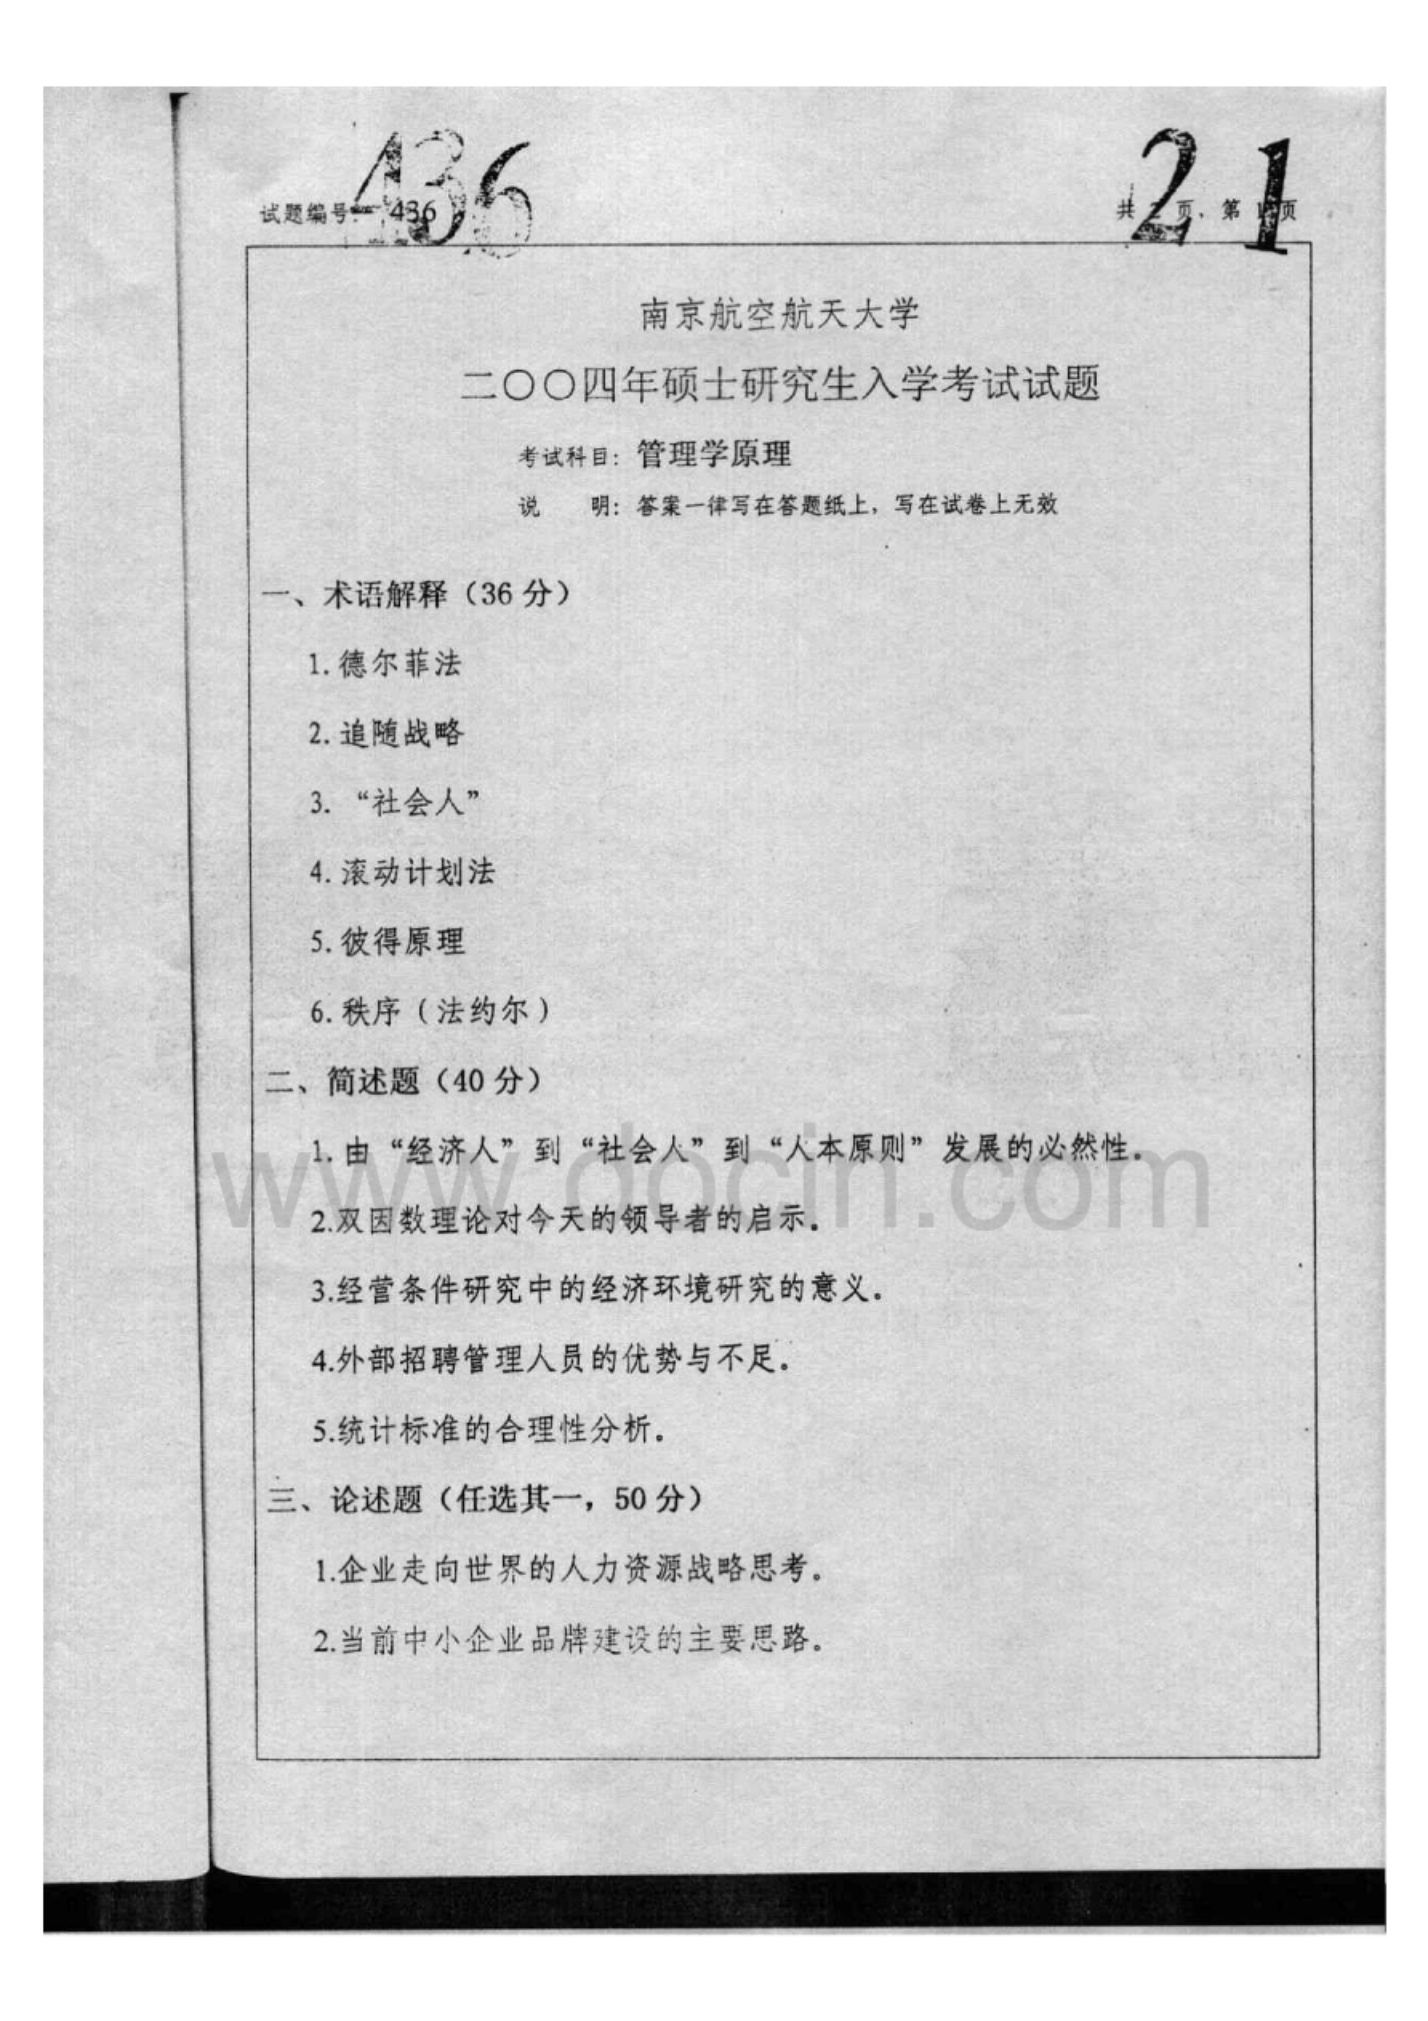 436
21
试题编号: 436
共 2 页、第 1 页
南京航空航天大学
二〇〇四年硕士研究生入学考试试题
考试科目: 管理学原理
说 明: 答案一律写在答题纸上, 写在试卷上无效
一、术语解释(36 分)
1. 德尔菲法
2. 追随战略
3. “社会人”
4. 滚动计划法
5. 彼得原理
6. 秩序(法约尔)
二、简述题(40 分)
1. 由“经济人”到“社会人”到“人本原则”发展的必然性。
www.docin.com
2.双因数理论对今天的领导者的启示。
3.经营条件研究中的经济环境研究的意义。
4.外部招聘管理人员的优势与不足。
5.统计标准的合理性分析。
三、论述题(任选其一, 50 分)
1.企业走向世界的人力资源战略思考。
2.当前中小企业品牌建设的主要思路。